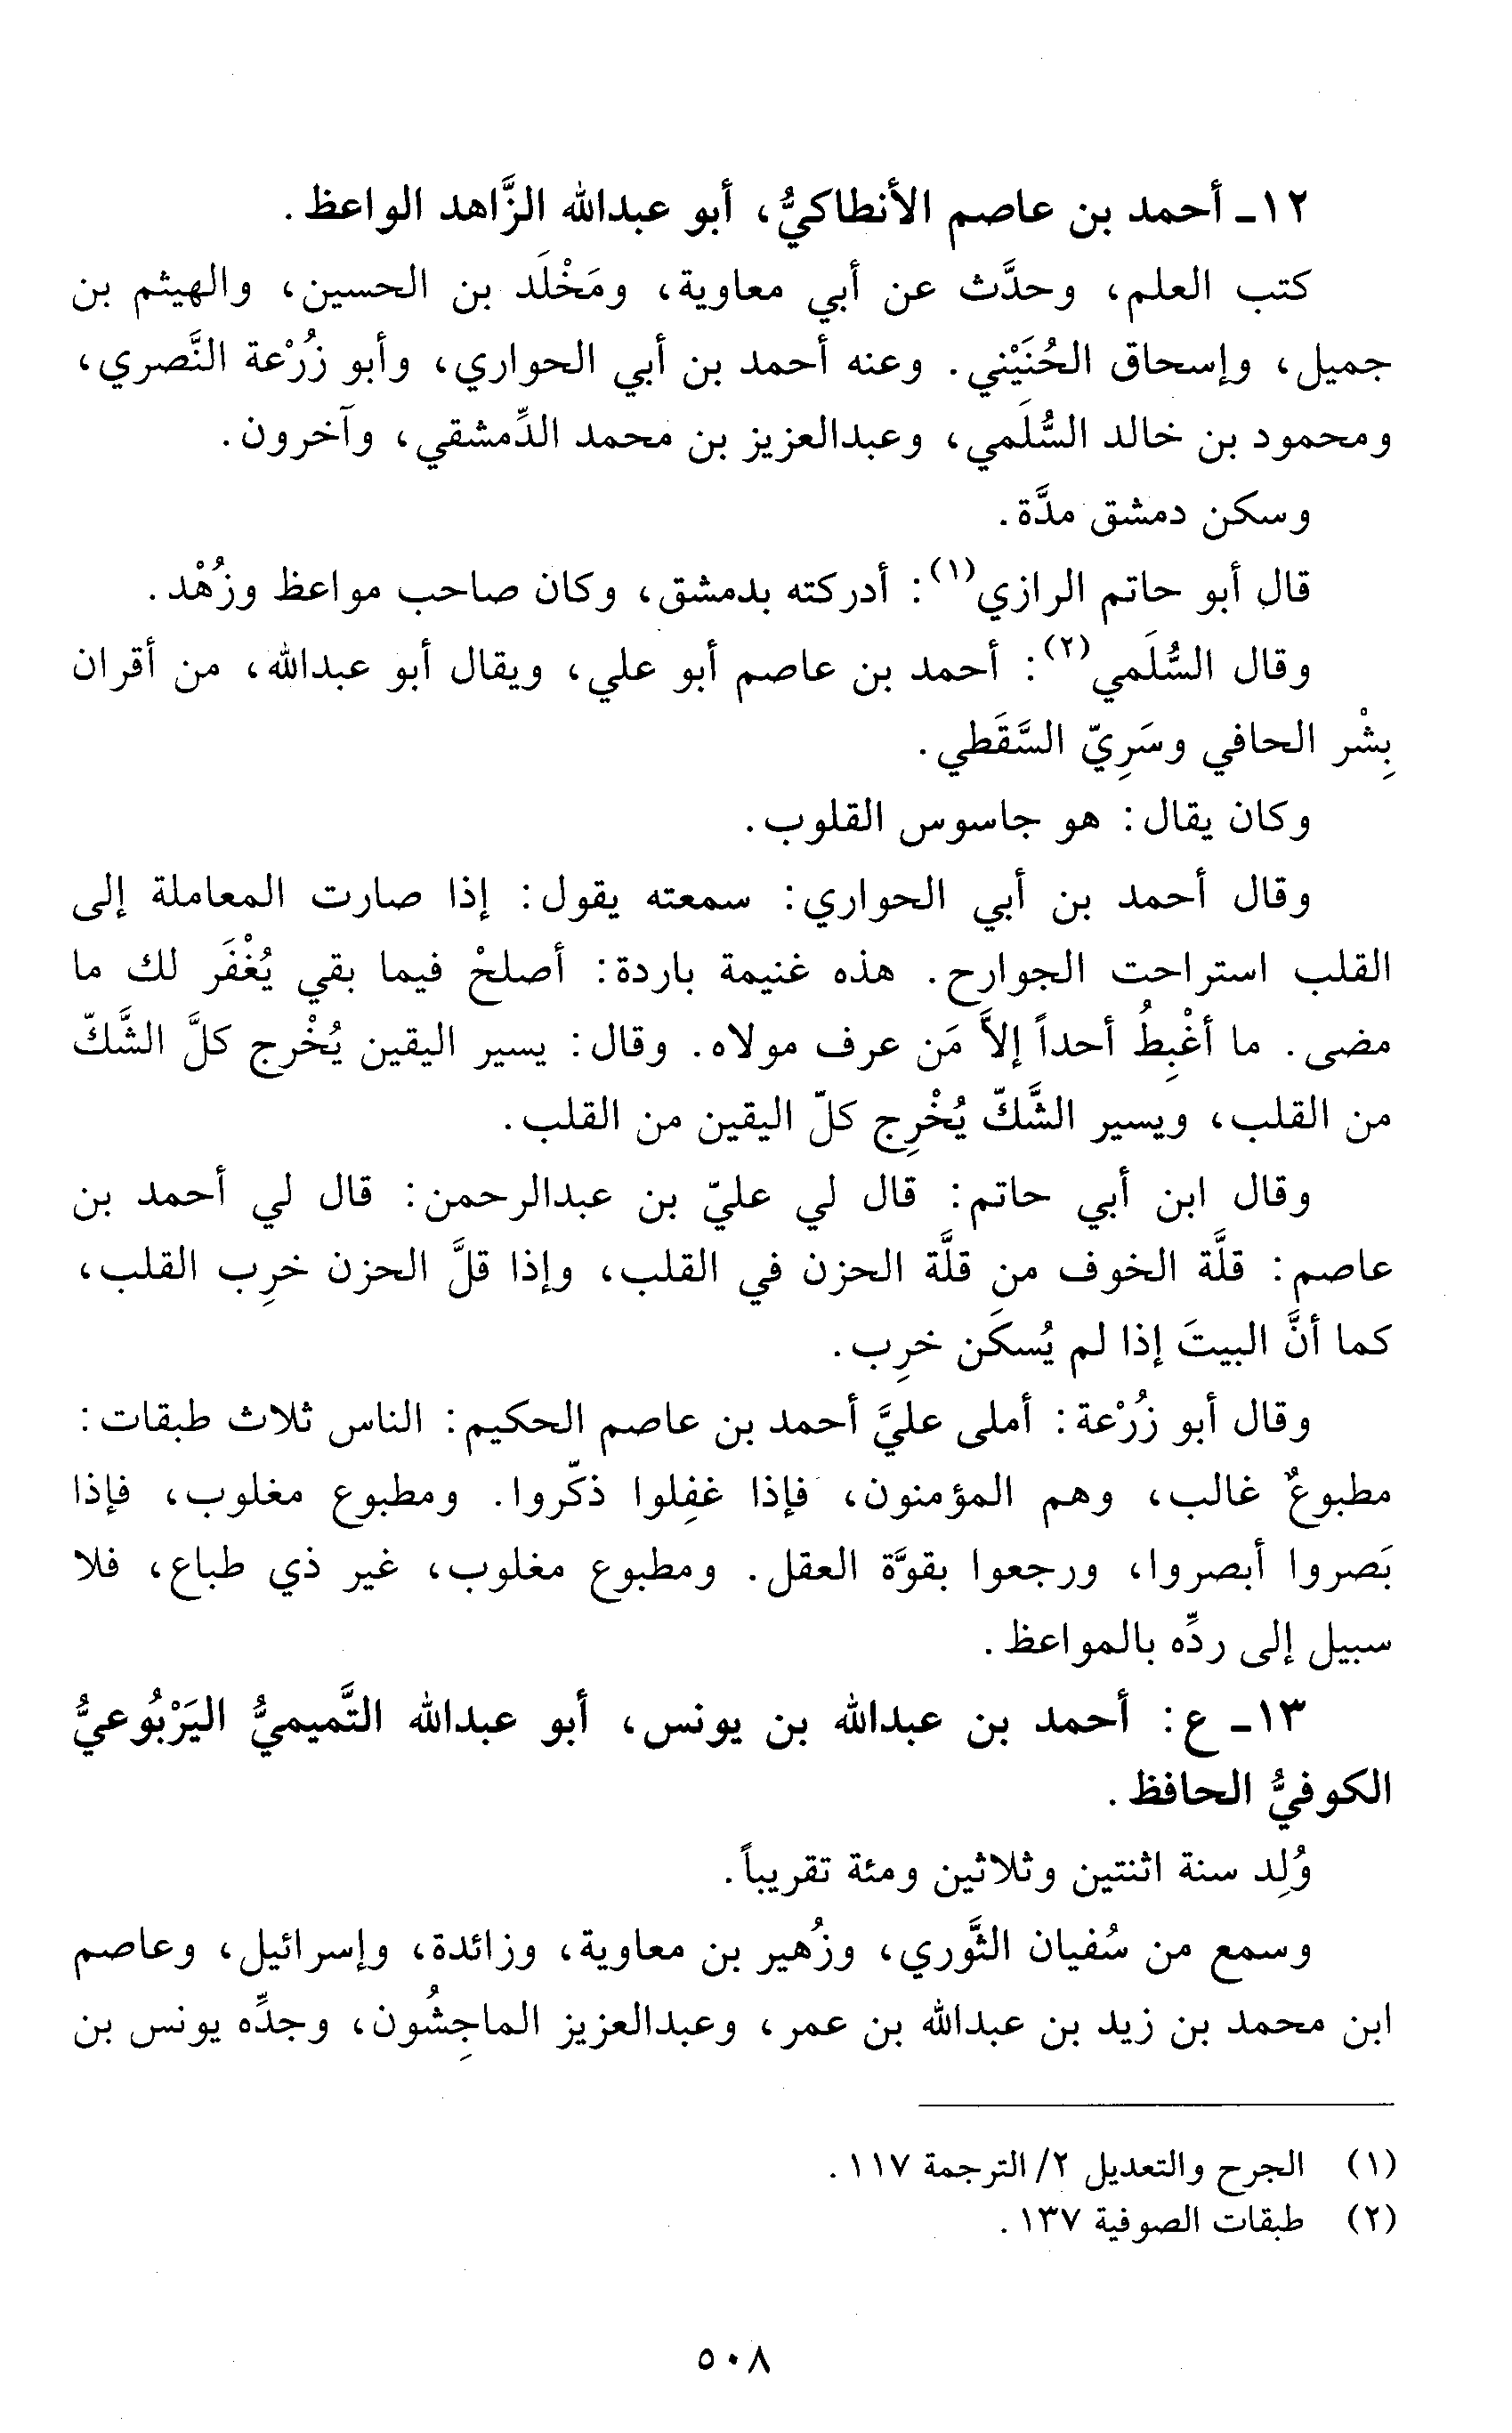 ١٢ـ أحمد بن عاصم الأنطاكيُّ، أبو عبدالله الزَّاهد الواعظ.
كتب العلم، وحدَّث عن أبي معاوية، ومَخْلَد بن الحسين، والهيثم بن
جميل، وإسحاق الحُنَيْني. وعنه أحمد بن أبي الحواري، وأبو زُرْعة النَّصري،
ومحمود بن خالد السُّلَمي، وعبدالعزيز بن محمد الدِّمشقي، وآخرون.
وسكن دمشق مدَّة.
قال أبو حاتم الرازي(١): أدركته بدمشق، وكان صاحب مواعظ وزُهْد.
وقال السُّلَمي(٢): أحمد بن عاصم أبو علي، ويقال أبو عبدالله، من أقران
بِشْر الحافي وسَرِيّ السَّقَطي.
وكان يقال: هو جاسوس القلوب.
وقال أحمد بن أبي الحواري: سمعته يقول: إذا صارت المعاملة إلى
القلب استراحت الجوارح. هذه غنيمة باردة: أصلحْ فيما بقي يُغْفَر لك ما
مضى. ما أغْبِطُ أحداً إلاَّ مَن عرف مولاه. وقال: يسير اليقين يُخْرج كلَّ الشَّكّ
من القلب، ويسير الشَّكّ يُخْرِج كلّ اليقين من القلب.
وقال ابن أبي حاتم: قال لي عليّ بن عبدالرحمن: قال لي أحمد بن
عاصم: قلَّة الخوف من قلَّة الحزن في القلب، وإذا قلَّ الحزن خرِب القلب،
كما أنَّ البيتَ إذا لم يُسكَن خرِب.
وقال أبو زُرْعة: أملى عليَّ أحمد بن عاصم الحكيم: الناس ثلاث طبقات:
مطبوعٌ غالب، وهم المؤمنون، فإذا غفِلوا ذكّروا. ومطبوع مغلوب، فإذا
بَصروا أبصروا، ورجعوا بقوَّة العقل. ومطبوع مغلوب، غير ذي طباع، فلا
سبيل إلى ردِّه بالمواعظ.
١٣ـ ع: أحمد بن عبدالله بن يونس، أبو عبدالله التَّميميُّ اليَرْبُوعيُّ
الكوفيُّ الحافظ.
وُلِد سنة اثنتين وثلاثين ومئة تقريباً.
وسمع من سُفيان الثَّوري، وزُهير بن معاوية، وزائدة، وإسرائيل، وعاصم
ابن محمد بن زيد بن عبدالله بن عمر، وعبدالعزيز الماجِشُون، وجدِّه يونس بن
(١) الجرح والتعديل ٢/ الترجمة ١١٧.
(٢) طبقات الصوفية ١٣٧.
٥٠٨